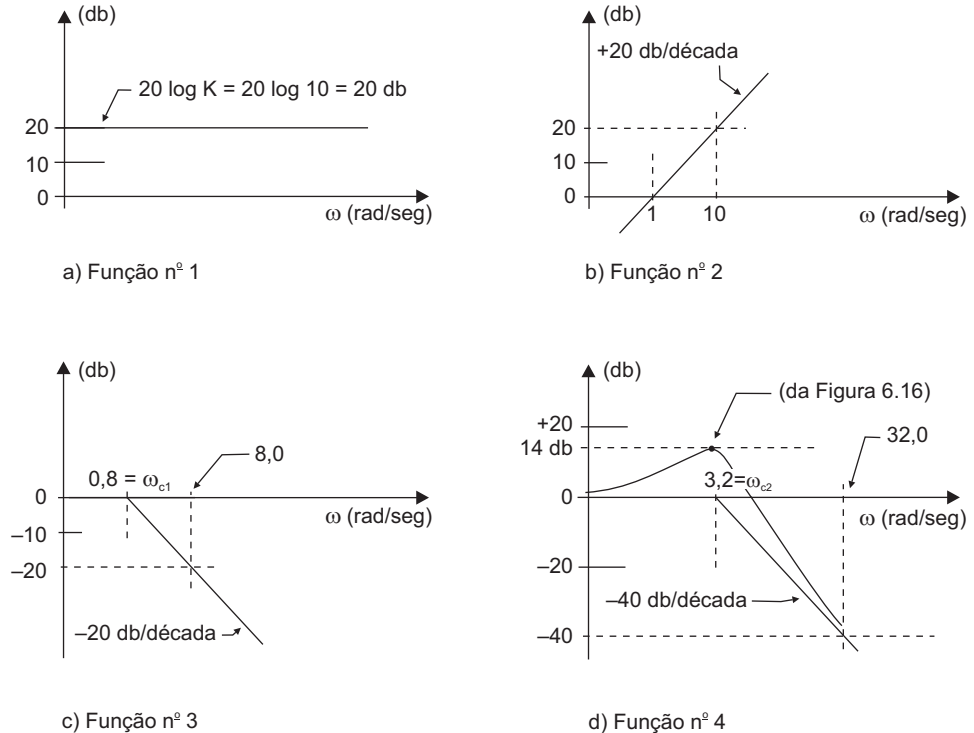 (db)
20 log K = 20 log 10 = 20 db
20
10
0
ω (rad/seg)
a) Função nº 1
(db)
+20 db/década
20
10
0
1
10
ω (rad/seg)
b) Função nº 2
(db)
8,0
0,8 = ωc1
0
ω (rad/seg)
–10
–20
–20 db/década
c) Função nº 3
(db)
(da Figura 6.16)
+20
14 db
32,0
3,2=ωc2
0
ω (rad/seg)
–20
–40 db/década
–40
d) Função nº 4